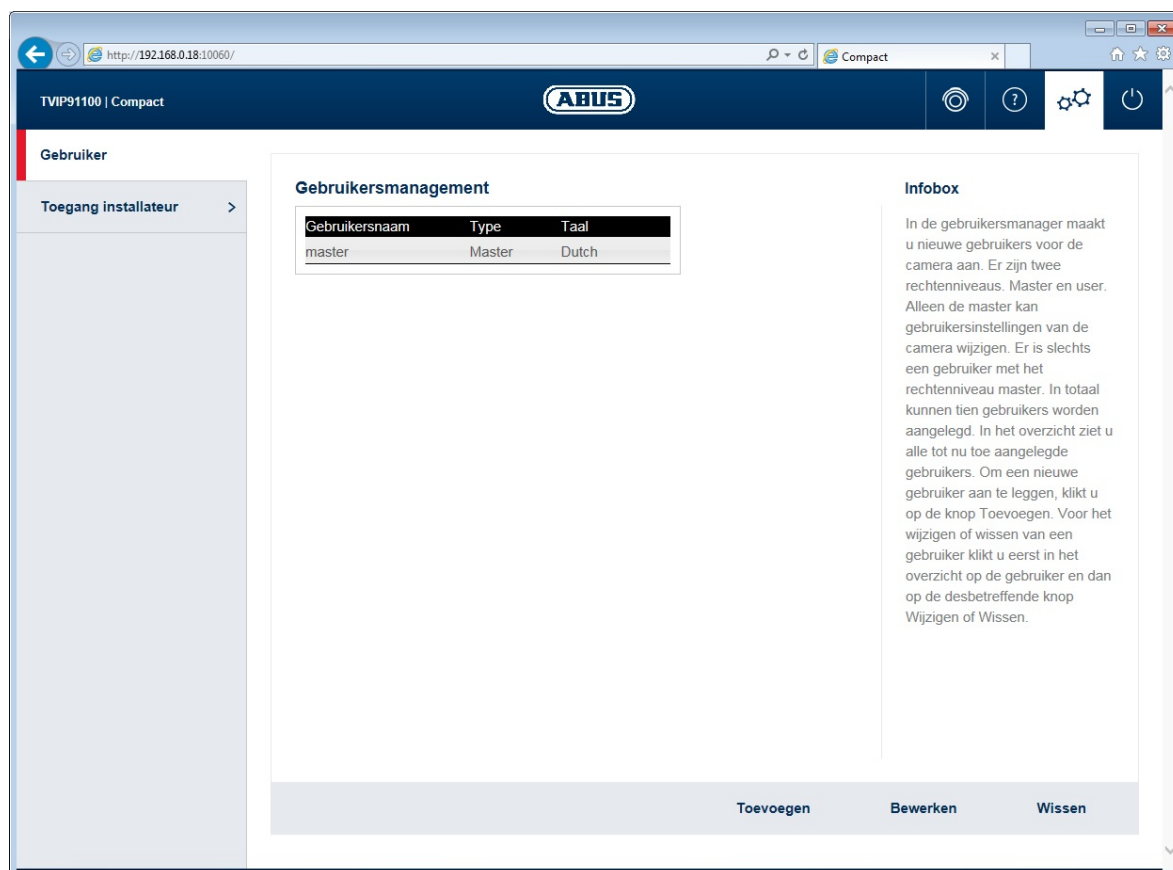 http://192.168.0.18:10060/
Compact
TVIP91100 | Compact
ABUS
Gebruiker
Toegang installateur
Gebruikersmanagement
Gebruikersnaam Type Taal
master Master Dutch
Infobox
In de gebruikersmanager maakt
u nieuwe gebruikers voor de
camera aan. Er zijn twee
rechtenniveaus. Master en user.
Alleen de master kan
gebruikersinstellingen van de
camera wijzigen. Er is slechts
een gebruiker met het
rechtenniveau master. In totaal
kunnen tien gebruikers worden
aangelegd. In het overzicht ziet u
alle tot nu toe aangelegde
gebruikers. Om een nieuwe
gebruiker aan te leggen, klikt u
op de knop Toevoegen. Voor het
wijzigen of wissen van een
gebruiker klikt u eerst in het
overzicht op de gebruiker en dan
op de desbetreffende knop
Wijzigen of Wissen.
Toevoegen Bewerken Wissen